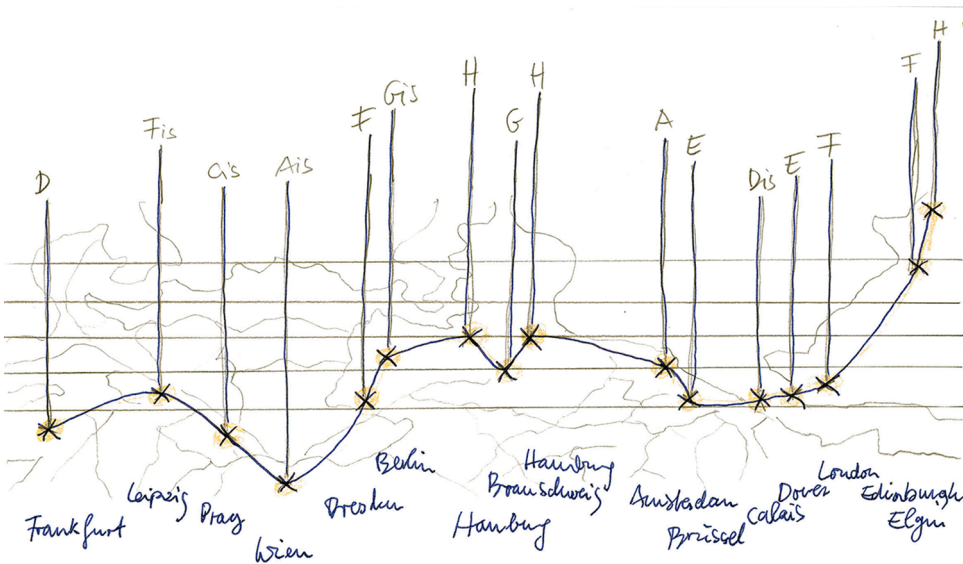 D
Fis
Cis
Ais
F
Gis
H
G
H
A
E
Dis
E
F
F
H
Frankfurt
Leipzig
Prag
Wien
Dresden
Berlin
Hamburg
Braunschweig
Hamburg
Amsterdam
Brüssel
Calais
Dover
London
Edinburgh
Elgin